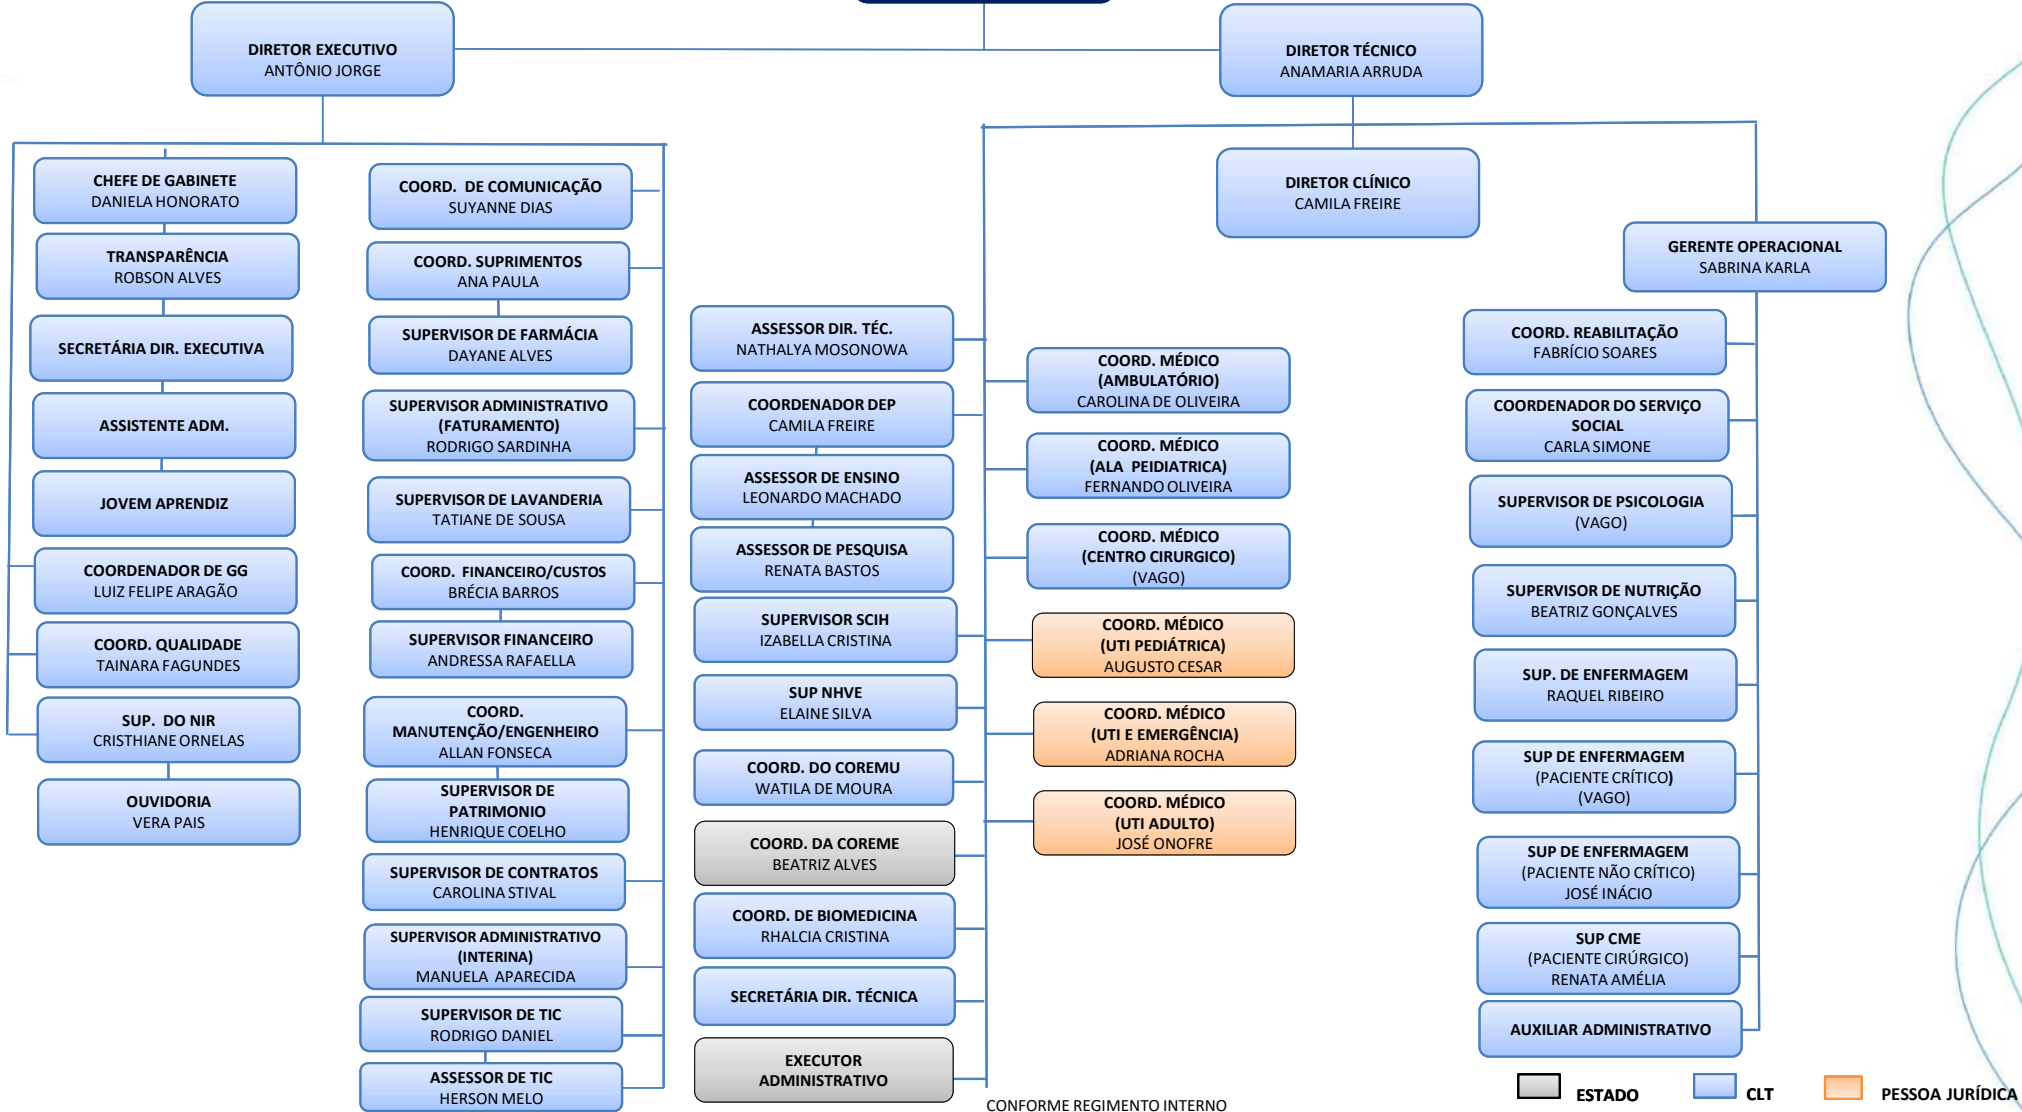 DIRETOR EXECUTIVO
ANTÔNIO JORGE
DIRETOR TÉCNICO
ANAMARIA ARRUDA
DIRETOR CLÍNICO
CAMILA FREIRE
CHEFE DE GABINETE
DANIELA HONORATO
TRANSPARÊNCIA
ROBSON ALVES
SECRETÁRIA DIR. EXECUTIVA
ASSISTENTE ADM.
JOVEM APRENDIZ
COORDENADOR DE GG
LUIZ FELIPE ARAGÃO
COORD. QUALIDADE
TAINARA FAGUNDES
SUP. DO NIR
CRISTHIANE ORNELAS
OUVIDORIA
VERA PAIS
COORD. DE COMUNICAÇÃO
SUYANNE DIAS
COORD. SUPRIMENTOS
ANA PAULA
SUPERVISOR DE FARMÁCIA
DAYANE ALVES
SUPERVISOR ADMINISTRATIVO
(FATURAMENTO)
RODRIGO SARDINHA
SUPERVISOR DE LAVANDERIA
TATIANE DE SOUSA
COORD. FINANCEIRO/CUSTOS
BRÉCIA BARROS
SUPERVISOR FINANCEIRO
ANDRESSA RAFAELLA
COORD.
MANUTENÇÃO/ENGENHEIRO
ALLAN FONSECA
SUPERVISOR DE
PATRIMONIO
HENRIQUE COELHO
SUPERVISOR DE CONTRATOS
CAROLINA STIVAL
SUPERVISOR ADMINISTRATIVO
(INTERINA)
MANUELA APARECIDA
SUPERVISOR DE TIC
RODRIGO DANIEL
ASSESSOR DE TIC
HERSON MELO
ASSESSOR DIR. TÉC.
NATHALYA MOSONOWA
COORDENADOR DEP
CAMILA FREIRE
ASSESSOR DE ENSINO
LEONARDO MACHADO
ASSESSOR DE PESQUISA
RENATA BASTOS
SUPERVISOR SCIH
IZABELLA CRISTINA
SUP NHVE
ELAINE SILVA
COORD. DO COREMU
WATILA DE MOURA
COORD. DA COREME
BEATRIZ ALVES
COORD. DE BIOMEDICINA
RHALCIA CRISTINA
SECRETÁRIA DIR. TÉCNICA
EXECUTOR
ADMINISTRATIVO
COORD. MÉDICO
(AMBULATÓRIO)
CAROLINA DE OLIVEIRA
COORD. MÉDICO
(ALA PEIDIATRICA)
FERNANDO OLIVEIRA
COORD. MÉDICO
(CENTRO CIRURGICO)
(VAGO)
COORD. MÉDICO
(UTI PEDIÁTRICA)
AUGUSTO CESAR
COORD. MÉDICO
(UTI E EMERGÊNCIA)
ADRIANA ROCHA
COORD. MÉDICO
(UTI ADULTO)
JOSÉ ONOFRE
GERENTE OPERACIONAL
SABRINA KARLA
COORD. REABILITAÇÃO
FABRÍCIO SOARES
COORDENADOR DO SERVIÇO
SOCIAL
CARLA SIMONE
SUPERVISOR DE PSICOLOGIA
(VAGO)
SUPERVISOR DE NUTRIÇÃO
BEATRIZ GONÇALVES
SUP. DE ENFERMAGEM
RAQUEL RIBEIRO
SUP DE ENFERMAGEM
(PACIENTE CRÍTICO)
(VAGO)
SUP DE ENFERMAGEM
(PACIENTE NÃO CRÍTICO)
JOSÉ INÁCIO
SUP CME
(PACIENTE CIRÚRGICO)
RENATA AMÉLIA
AUXILIAR ADMINISTRATIVO
CONFORME REGIMENTO INTERNO
ESTADO
CLT
PESSOA JURÍDICA